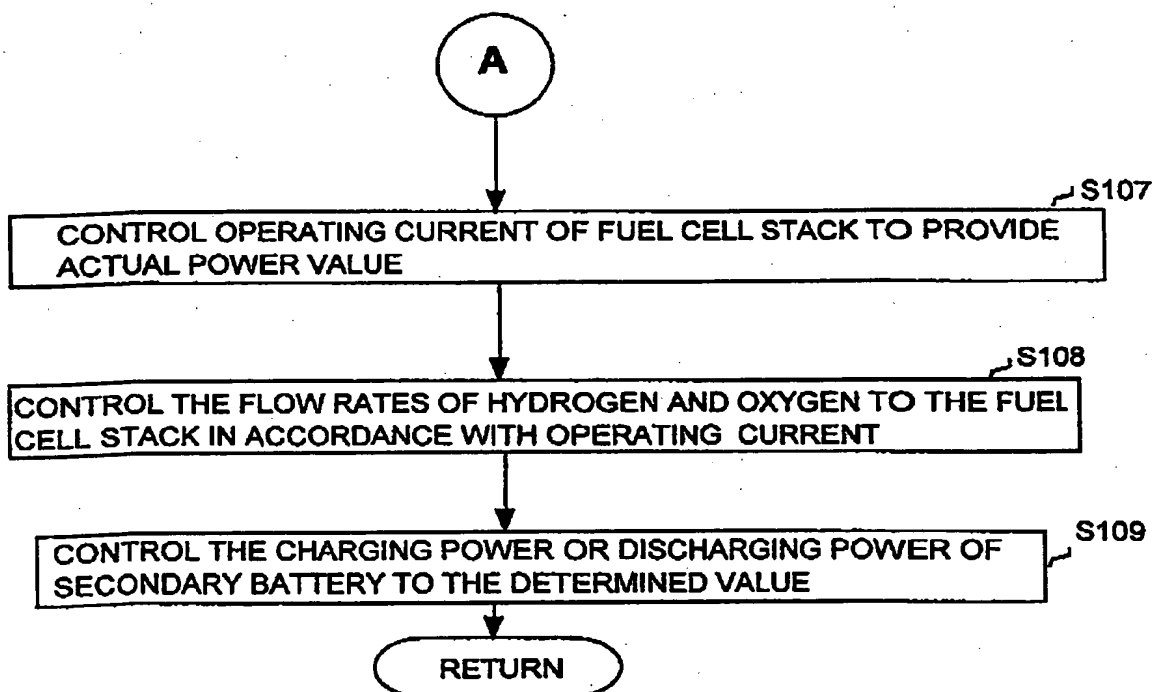 A
S107
CONTROL OPERATING CURRENT OF FUEL CELL STACK TO PROVIDE
ACTUAL POWER VALUE
S108
CONTROL THE FLOW RATES OF HYDROGEN AND OXYGEN TO THE FUEL
CELL STACK IN ACCORDANCE WITH OPERATING CURRENT
S109
CONTROL THE CHARGING POWER OR DISCHARGING POWER OF
SECONDARY BATTERY TO THE DETERMINED VALUE
RETURN